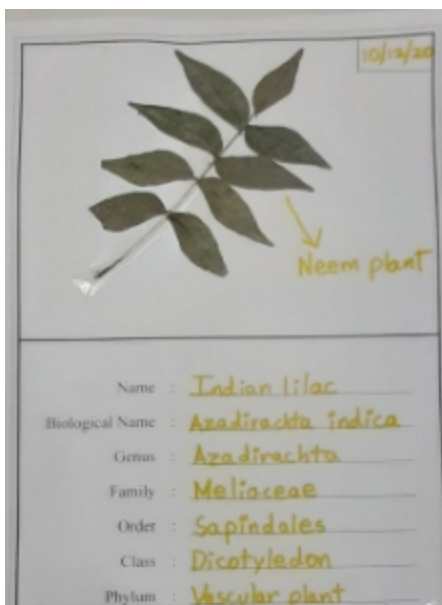 10/12/20
Neem plant
Name : Indian lilac
Biological Name : Azadirackta indica
Genus : Azadirachta
Family : Meliaceae
Order : Sapindales
Class : Dicotyledon
Phylum : Vascular plant